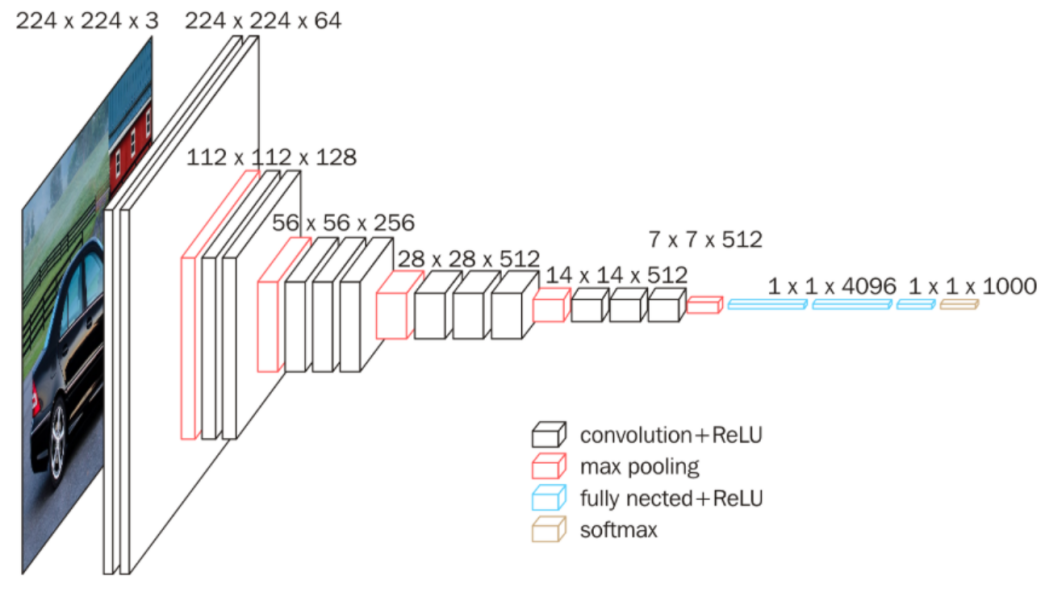 224 x 224 x 3
224 x 224 x 64
112 x 112 x 128
56 x 56 x 256
28 x 28 x 512
14 x 14 x 512
7 x 7 x 512
1 x 1 x 4096
1 x 1 x 1000
convolution+ReLU
max pooling
fully nected+ReLU
softmax